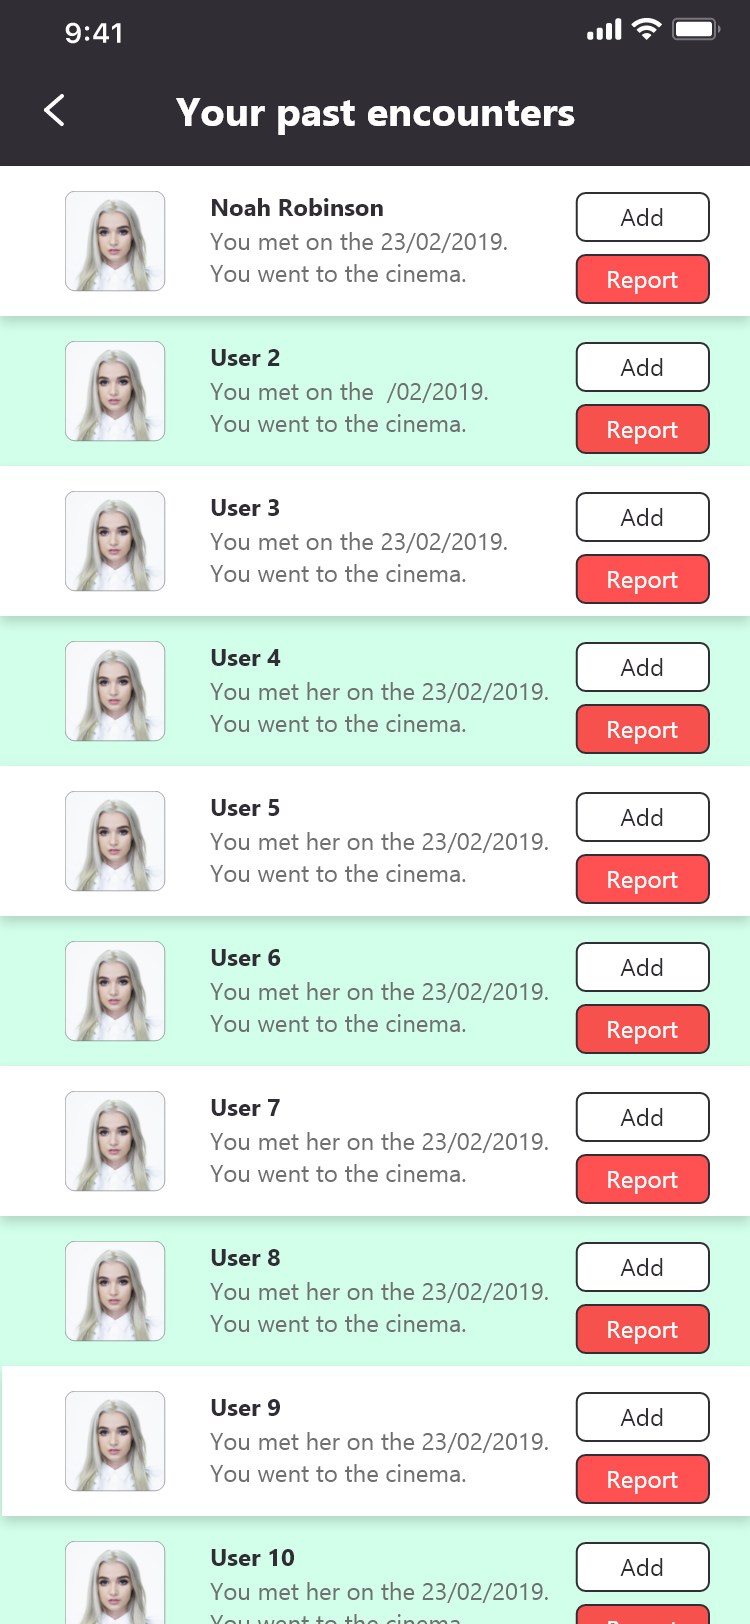 9:41
Your past encounters
Noah Robinson
You met on the 23/02/2019.
You went to the cinema.
Add
Report
User 2
You met on the  /02/2019.
You went to the cinema.
Add
Report
User 3
You met on the 23/02/2019.
You went to the cinema.
Add
Report
User 4
You met her on the 23/02/2019.
You went to the cinema.
Add
Report
User 5
You met her on the 23/02/2019.
You went to the cinema.
Add
Report
User 6
You met her on the 23/02/2019.
You went to the cinema.
Add
Report
User 7
You met her on the 23/02/2019.
You went to the cinema.
Add
Report
User 8
You met her on the 23/02/2019.
You went to the cinema.
Add
Report
User 9
You met her on the 23/02/2019.
You went to the cinema.
Add
Report
User 10
You met her on the 23/02/2019.
You went to the cinema.
Add
Report